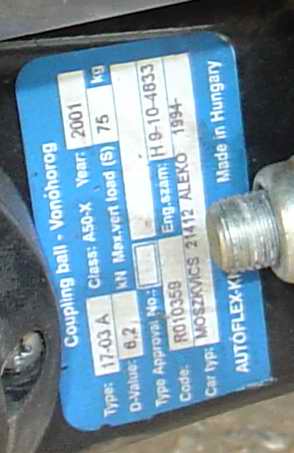 Coupling ball - Vonóhorog
Type: 17-03 A Class: A50-X Year: 2001
D-Value: 6,2 kN Max.vert load (S) 75 kg
Type Approval No.: Eng.szám: H 9-10-4833
Code: R010359 1994-
Car typ: MOSZKVICS 21412 ALEKO
AUTÓFLEX-K Made in Hungary